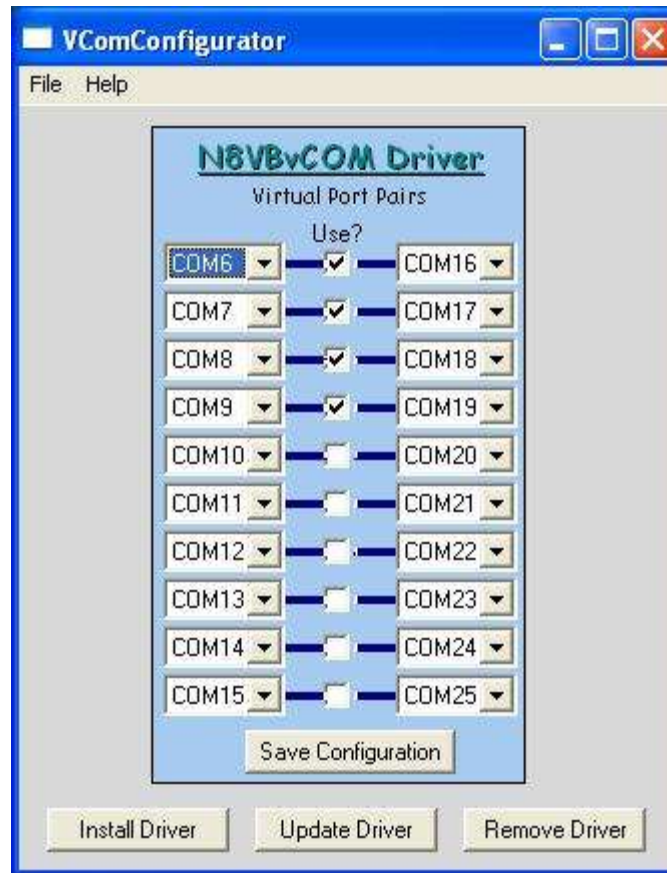 VComConfigurator
File Help
N8VBvCOM Driver
Virtual Port Pairs
Use?
COM6 COM16
COM7 COM17
COM8 COM18
COM9 COM19
COM10 COM20
COM11 COM21
COM12 COM22
COM13 COM23
COM14 COM24
COM15 COM25
Save Configuration
Install Driver Update Driver Remove Driver